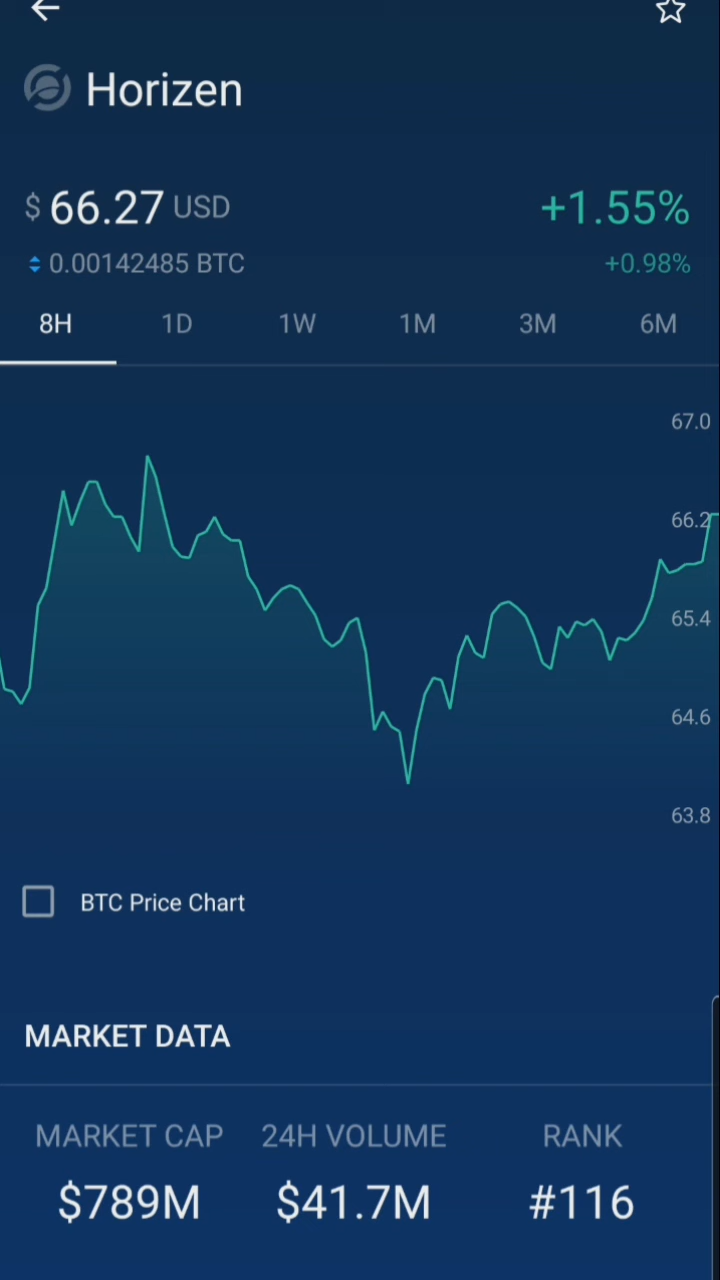 Horizen
$ 66.27 USD +1.55%
0.00142485 BTC +0.98%
8H 1D 1W 1M 3M 6M
67.0
66.2
65.4
64.6
63.8
BTC Price Chart
MARKET DATA
MARKET CAP 24H VOLUME RANK
$789M $41.7M #116